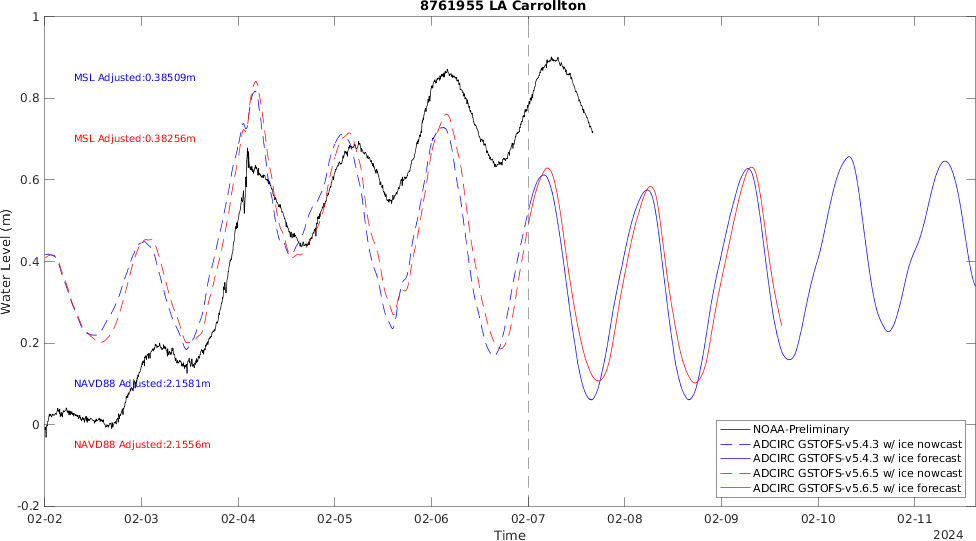 8761955 LA Carrollton
1
0.8
0.6
0.4
0.2
0
-0.2
Water Level (m)
MSL Adjusted:0.38509m
MSL Adjusted:0.38256m
NAVD88 Adjusted:2.1581m
NAVD88 Adjusted:2.1556m
NOAA-Preliminary
ADCIRC GSTOFS-v5.4.3 w/ ice nowcast
ADCIRC GSTOFS-v5.4.3 w/ ice forecast
ADCIRC GSTOFS-v5.6.5 w/ ice nowcast
ADCIRC GSTOFS-v5.6.5 w/ ice forecast
02-02 02-03 02-04 02-05 02-06 02-07 02-08 02-09 02-10 02-11
Time
2024